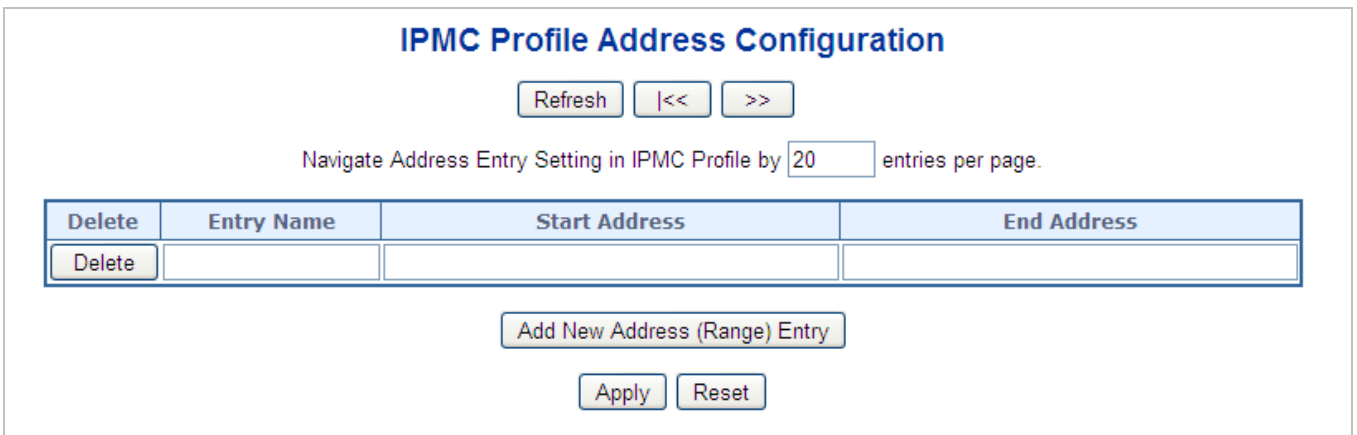 IPMC Profile Address Configuration
Refresh |<< >>
Navigate Address Entry Setting in IPMC Profile by 20 entries per page.
Delete Entry Name Start Address End Address
Delete
Add New Address (Range) Entry
Apply Reset